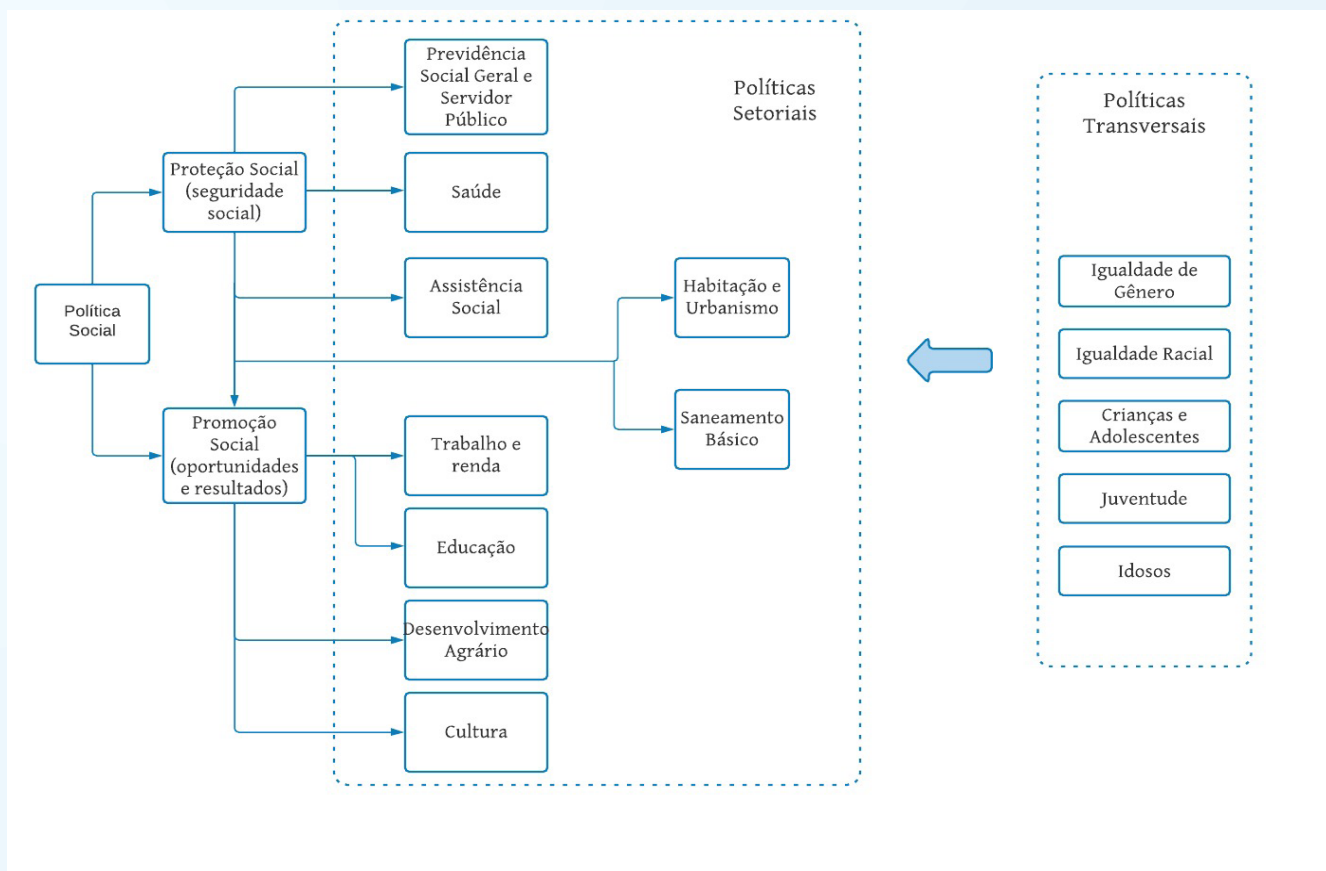 Política
Social
Proteção Social
(seguridade
social)
Promoção
Social
(oportunidades
e resultados)
Previdência
Social Geral e
Servidor
Público
Saúde
Assistência
Social
Trabalho e
renda
Educação
Desenvolvimento
Agrário
Cultura
Políticas
Setoriais
Habitação e
Urbanismo
Saneamento
Básico
Políticas
Transversais
Igualdade de
Gênero
Igualdade Racial
Crianças e
Adolescentes
Juventude
Idosos